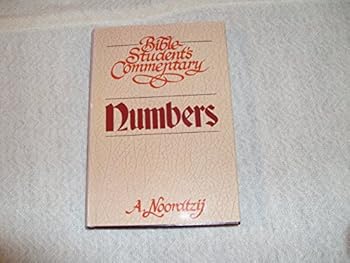 Bible
Student's
Commentary
Numbers
A. Noordtzij